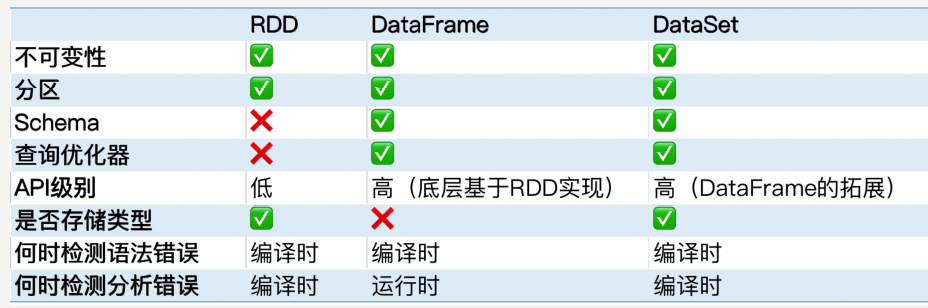 RDD DataFrame DataSet
不可变性 ✅ ✅ ✅
分区 ✅ ✅ ✅
Schema ❌ ✅ ✅
查询优化器 ❌ ✅ ✅
API级别 低 高（底层基于RDD实现） 高（DataFrame的拓展）
是否存储类型 ✅ ❌ ✅
何时检测语法错误 编译时 编译时 编译时
何时检测分析错误 编译时 运行时 编译时